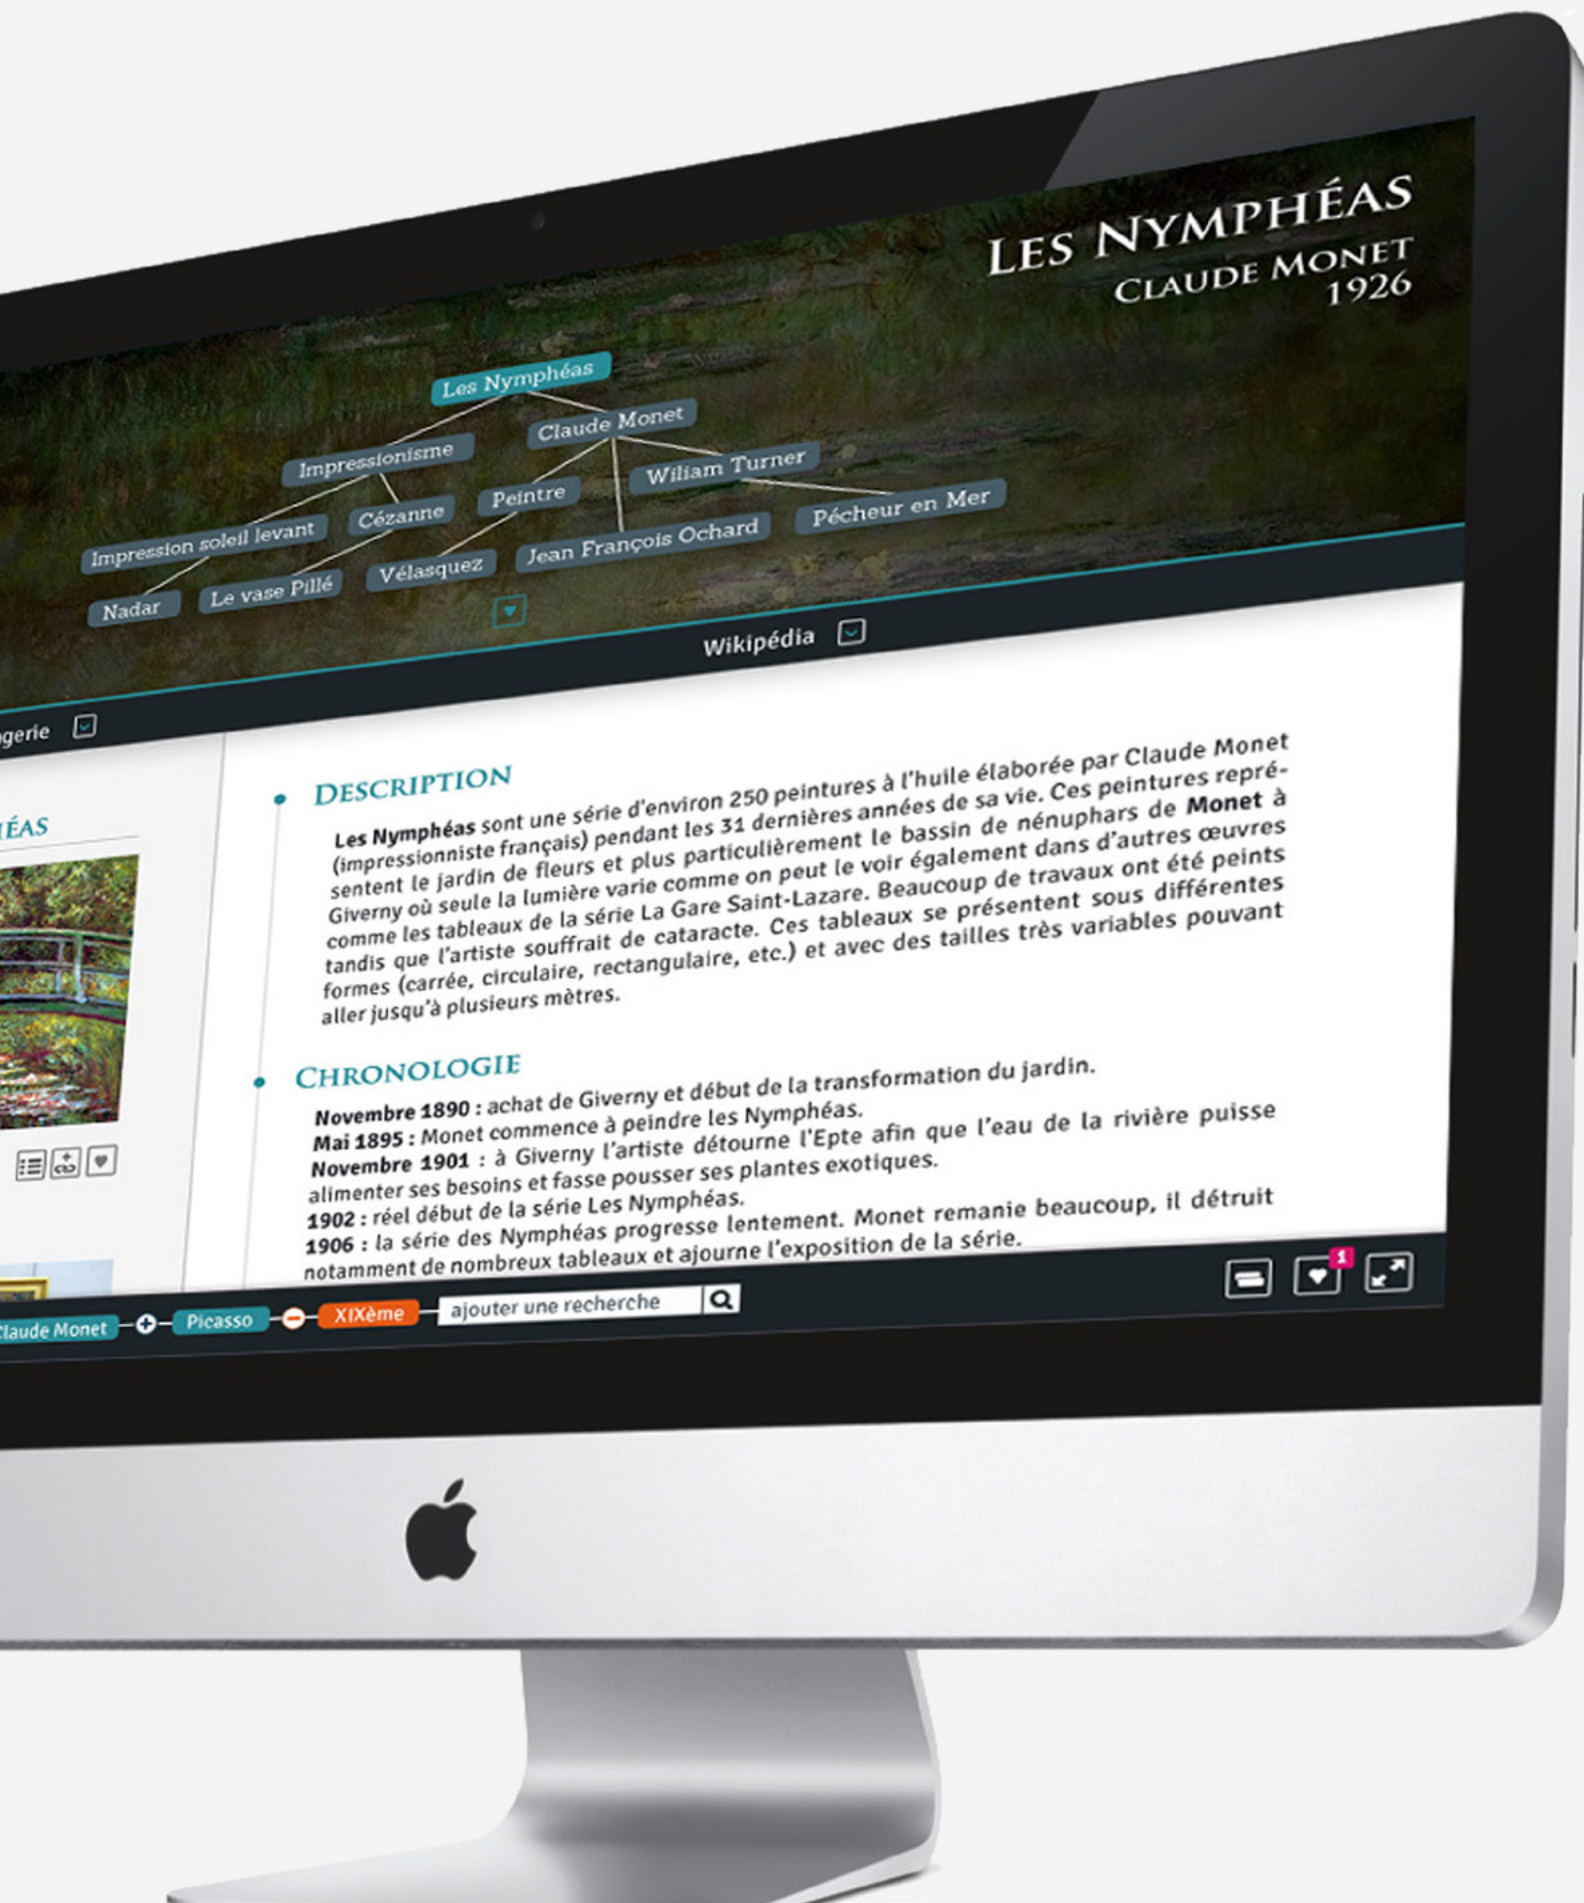 LES NYMPHÉAS
CLAUDE MONET
1926
Les Nymphéas
Claude Monet
Impressionisme
Wiliam Turner
Peintre
Cézanne
Pécheur en Mer
Impression soleil levant
Jean François Ochard
Vélasquez
Le vase Pillé
Nadar
Wikipédia
gerie
ÉAS
DESCRIPTION
Les Nymphéas sont une série d'environ 250 peintures à l'huile élaborée par Claude Monet
(impressionniste français) pendant les 31 dernières années de sa vie. Ces peintures repré-
sentent le jardin de fleurs et plus particulièrement le bassin de nénuphars de Monet à
Giverny où seule la lumière varie comme on peut le voir également dans d'autres œuvres
comme les tableaux de la série La Gare Saint-Lazare. Beaucoup de travaux ont été peints
tandis que l'artiste souffrait de cataracte. Ces tableaux se présentent sous différentes
formes (carrée, circulaire, rectangulaire, etc.) et avec des tailles très variables pouvant
aller jusqu'à plusieurs mètres.
CHRONOLOGIE
Novembre 1890 : achat de Giverny et début de la transformation du jardin.
Mai 1895 : Monet commence à peindre les Nymphéas.
Novembre 1901 : à Giverny l'artiste détourne l'Epte afin que l'eau de la rivière puisse
alimenter ses besoins et fasse pousser ses plantes exotiques.
1902 : réel début de la série Les Nymphéas.
1906 : la série des Nymphéas progresse lentement. Monet remanie beaucoup, il détruit
notamment de nombreux tableaux et ajourne l'exposition de la série.
Claude Monet + Picasso - XIXème ajouter une recherche
1